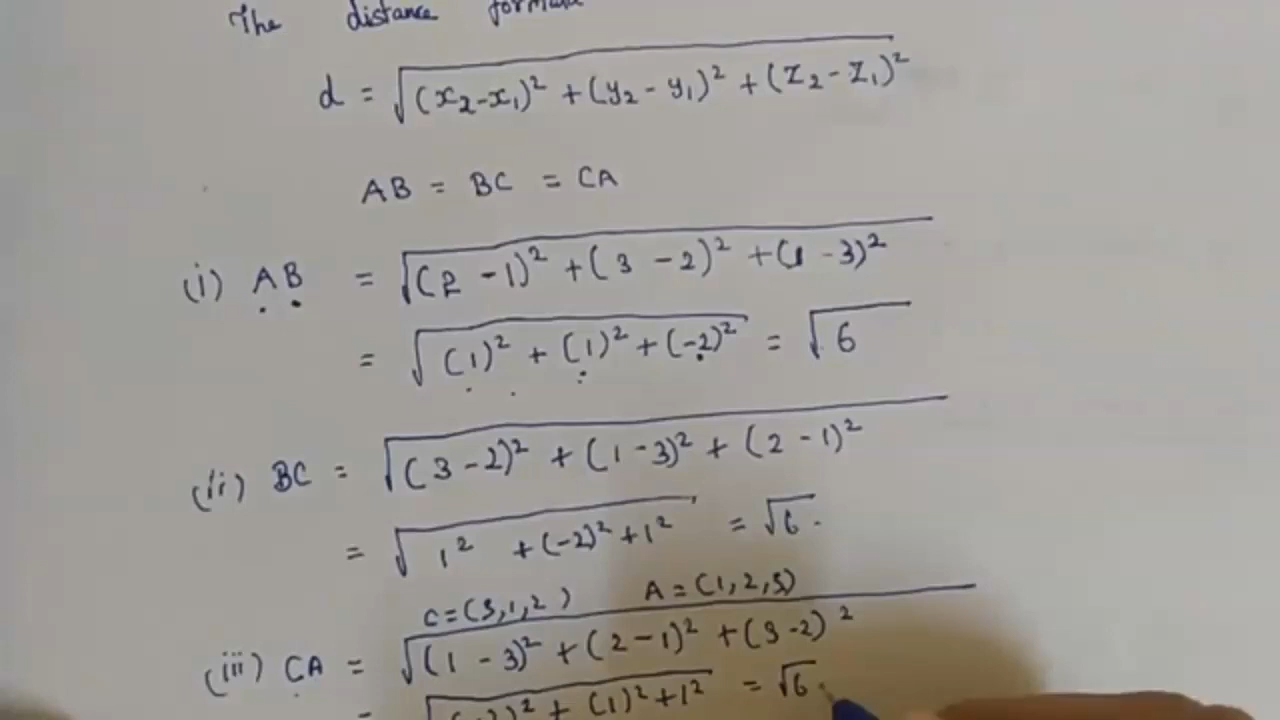 The distance formula
d = √(x₂-x₁)² + (y₂ - y₁)² + (z₂ - z₁)²
AB = BC = CA
(i) AB = √(2 - 1)² + (3 - 2)² + (1 - 3)²
= √(1)² + (1)² + (-2)² = √6
(ii) BC = √(3 - 2)² + (1 - 3)² + (2 - 1)²
= √1² + (-2)² + 1² = √6.
C = (3,1,2) A = (1,2,3)
(iii) CA = √(1 - 3)² + (2 - 1)² + (3 - 2)²
= √(-2)² + (1)² + 1² = √6